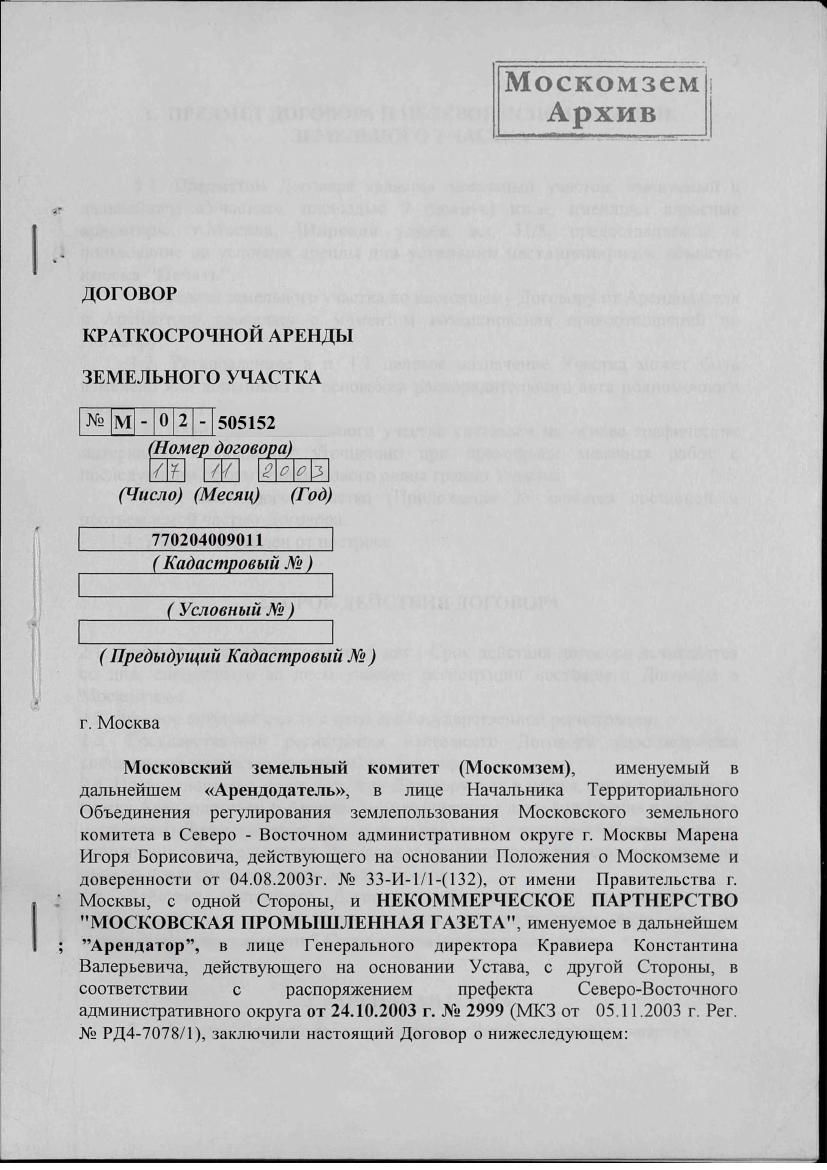 Москомзем
Архив
ДОГОВОР
КРАТКОСРОЧНОЙ АРЕНДЫ
ЗЕМЕЛЬНОГО УЧАСТКА
№ М - 0 2 - 505152
(Номер договора)
17 11 2003
(Число) (Месяц) (Год)
770204009011
( Кадастровый № )
( Условный № )
( Предыдущий Кадастровый № )
г. Москва
Московский земельный комитет (Москомзем), именуемый в
дальнейшем «Арендодатель», в лице Начальника Территориального
Объединения регулирования землепользования Московского земельного
комитета в Северо - Восточном административном округе г. Москвы Марена
Игоря Борисовича, действующего на основании Положения о Москомземе и
доверенности от 04.08.2003г. № 33-И-1/1-(132), от имени Правительства г.
Москвы, с одной Стороны, и НЕКОММЕРЧЕСКОЕ ПАРТНЕРСТВО
"МОСКОВСКАЯ ПРОМЫШЛЕННАЯ ГАЗЕТА", именуемое в дальнейшем
; ”Арендатор”, в лице Генерального директора Кравиера Константина
Валерьевича, действующего на основании Устава, с другой Стороны, в
соответствии с распоряжением префекта Северо-Восточного
административного округа от 24.10.2003 г. № 2999 (МКЗ от 05.11.2003 г. Рег.
№ РД4-7078/1), заключили настоящий Договор о нижеследующем: